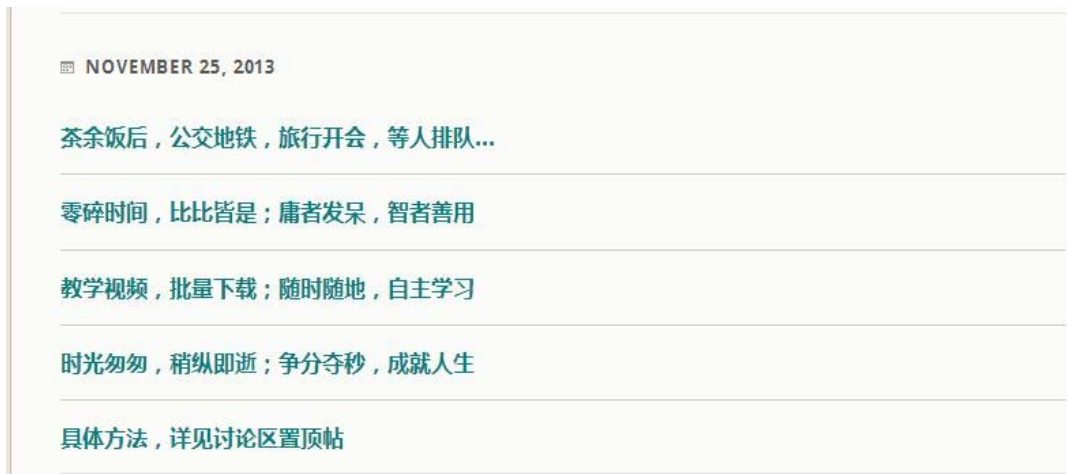 NOVEMBER 25, 2013
茶余饭后，公交地铁，旅行开会，等人排队...
零碎时间，比比皆是；庸者发呆，智者善用
教学视频，批量下载；随时随地，自主学习
时光匆匆，稍纵即逝；争分夺秒，成就人生
具体方法，详见讨论区置顶帖